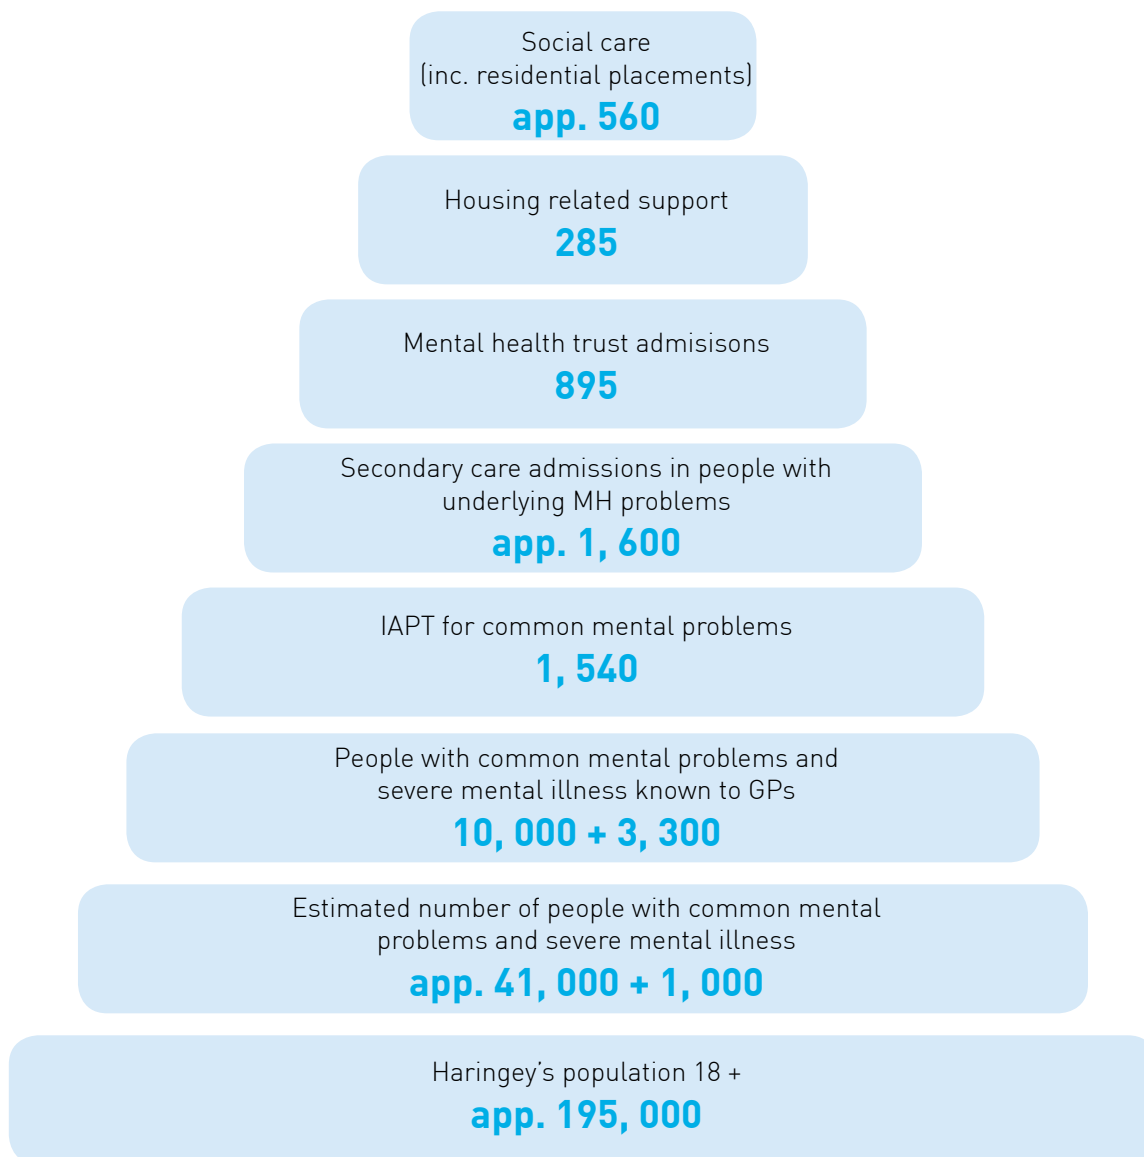 Social care
(inc. residential placements)
app. 560
Housing related support
285
Mental health trust admisisons
895
Secondary care admissions in people with
underlying MH problems
app. 1, 600
IAPT for common mental problems
1, 540
People with common mental problems and
severe mental illness known to GPs
10, 000 + 3, 300
Estimated number of people with common mental
problems and severe mental illness
app. 41, 000 + 1, 000
Haringey’s population 18 +
app. 195, 000